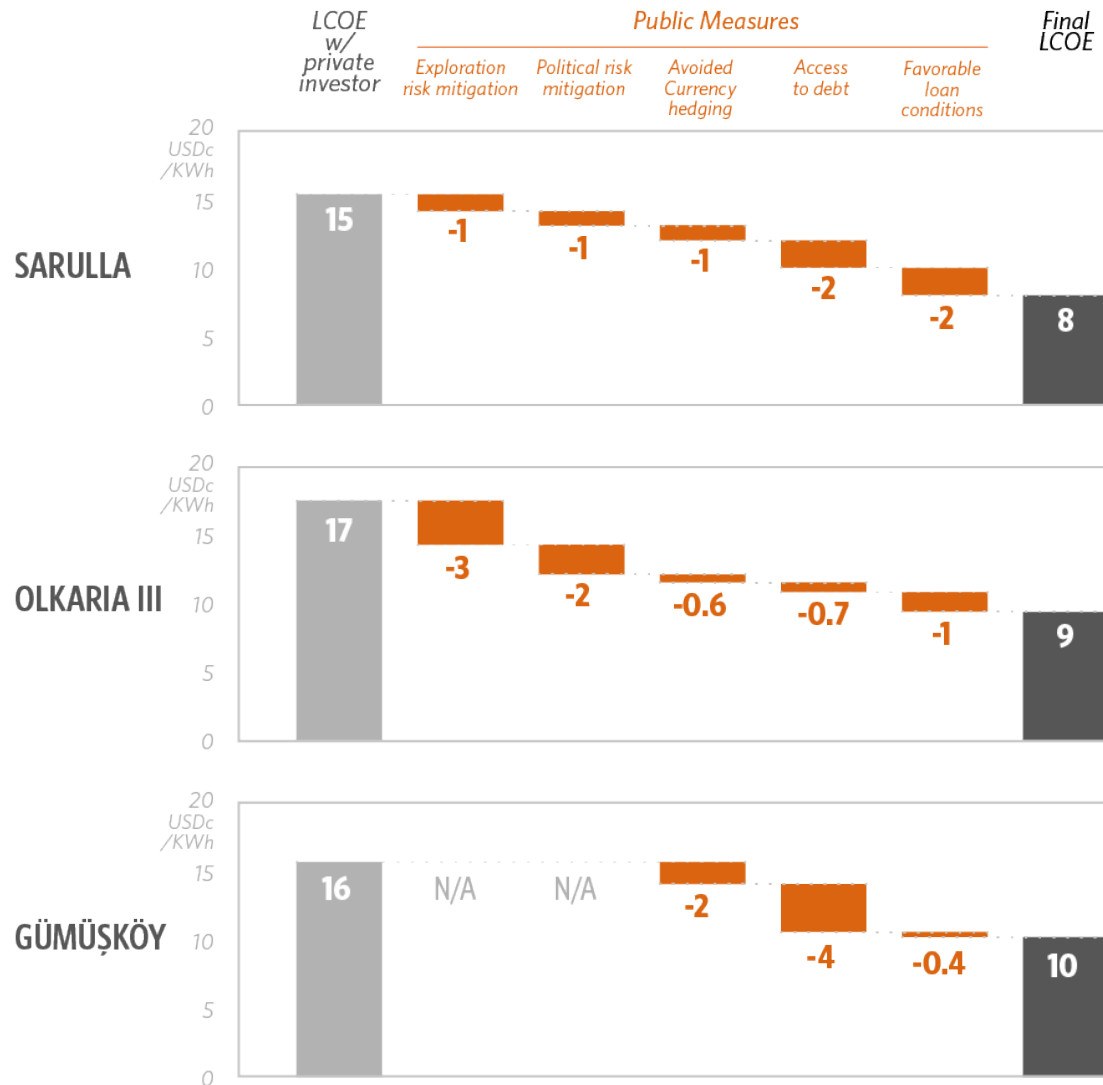 LCOE
w/
private
investor
Public Measures
Final
LCOE
Exploration
risk mitigation
Political risk
mitigation
Avoided
Currency
hedging
Access
to debt
Favorable
loan
conditions
SARULLA
20
USDc
/KWh
15
10
5
0
15
-1
-1
-1
-2
-2
8
OLKARIA III
20
USDc
/KWh
15
10
5
0
17
-3
-2
-0.6
-0.7
-1
9
GÜMÜŞKÖY
20
USDc
/KWh
15
10
5
0
16
N/A
N/A
-2
-4
-0.4
10